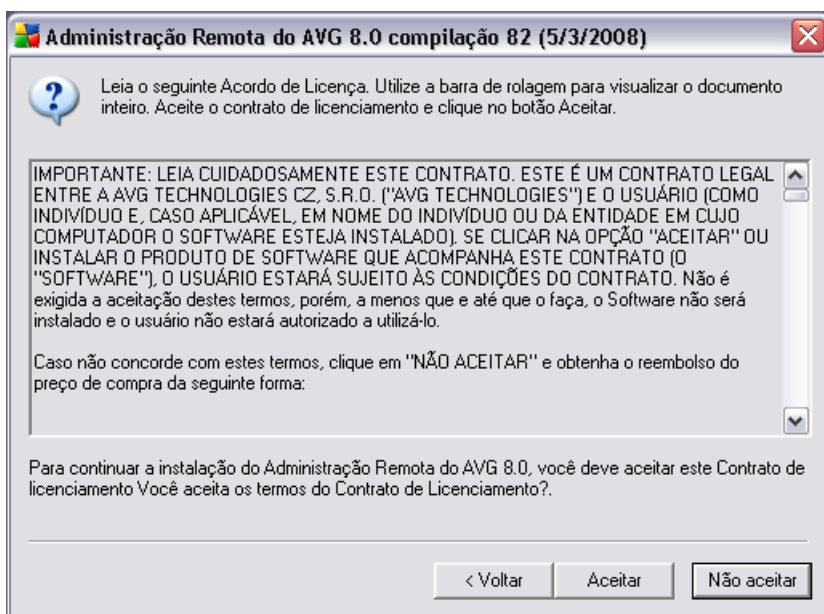 Administração Remota do AVG 8.0 compilação 82 (5/3/2008)
Leia o seguinte Acordo de Licença. Utilize a barra de rolagem para visualizar o documento
inteiro. Aceite o contrato de licenciamento e clique no botão Aceitar.
IMPORTANTE: LEIA CUIDADOSAMENTE ESTE CONTRATO. ESTE É UM CONTRATO LEGAL
ENTRE A AVG TECHNOLOGIES CZ, S.R.O. ("AVG TECHNOLOGIES") E O USUÁRIO (COMO
INDIVÍDUO E, CASO APLICÁVEL, EM NOME DO INDIVÍDUO OU DA ENTIDADE EM CUJO
COMPUTADOR O SOFTWARE ESTEJA INSTALADO). SE CLICAR NA OPÇÃO "ACEITAR" OU
INSTALAR O PRODUTO DE SOFTWARE QUE ACOMPANHA ESTE CONTRATO (O
"SOFTWARE"), O USUÁRIO ESTARÁ SUJEITO ÀS CONDIÇÕES DO CONTRATO. Não é
exigida a aceitação destes termos, porém, a menos que e até que o faça, o Software não será
instalado e o usuário não estará autorizado a utilizá-lo.
Caso não concorde com estes termos, clique em "NÃO ACEITAR" e obtenha o reembolso do
preço de compra da seguinte forma:
Para continuar a instalação do Administração Remota do AVG 8.0, você deve aceitar este Contrato de
licenciamento Você aceita os termos do Contrato de Licenciamento?.
< Voltar
Aceitar
Não aceitar